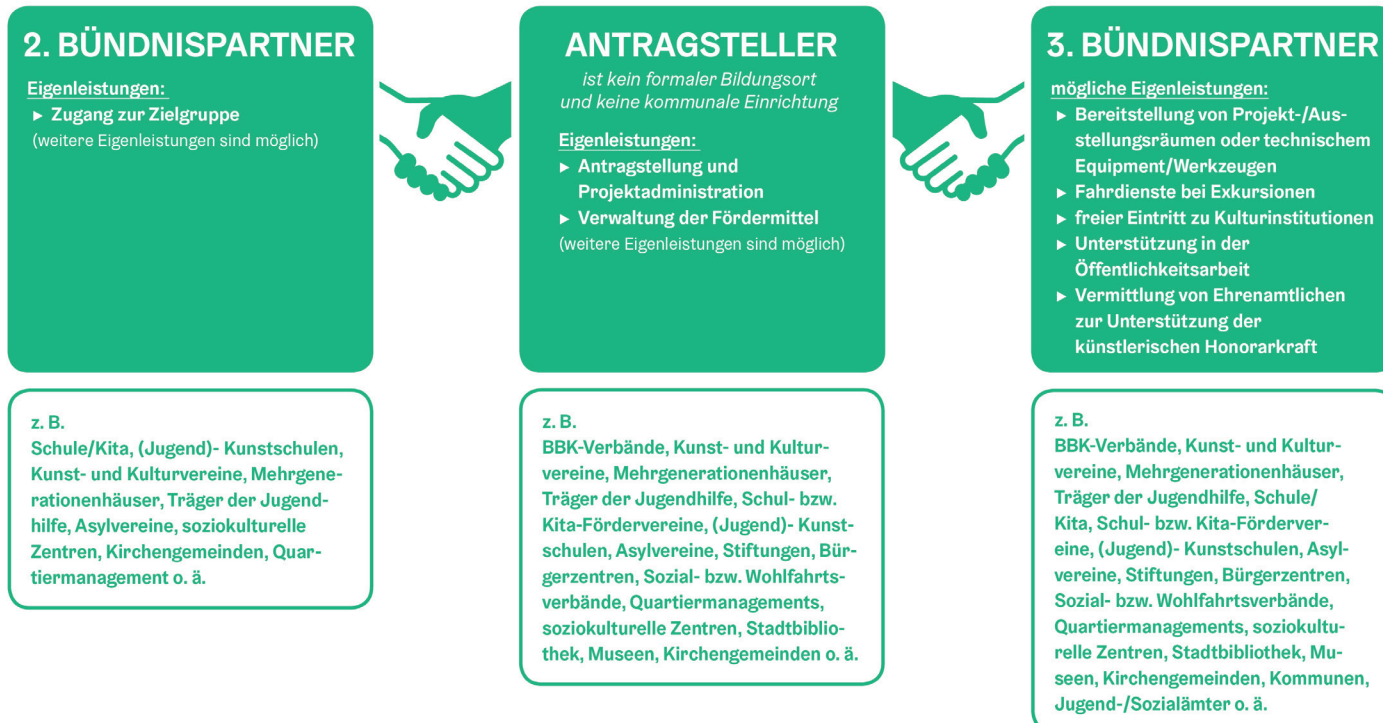 2. BÜNDNISPARTNER
Eigenleistungen:
► Zugang zur Zielgruppe
(weitere Eigenleistungen sind möglich)
z. B.
Schule/Kita, (Jugend)- Kunstschulen,
Kunst- und Kulturvereine, Mehrgene-
rationenhäuser, Träger der Jugend-
hilfe, Asylvereine, soziokulturelle
Zentren, Kirchengemeinden, Quar-
tiermanagement o. ä.
ANTRAGSTELLER
ist kein formaler Bildungsort
und keine kommunale Einrichtung
Eigenleistungen:
► Antragstellung und
Projektadministration
► Verwaltung der Fördermittel
(weitere Eigenleistungen sind möglich)
z. B.
BBK-Verbände, Kunst- und Kultur-
vereine, Mehrgenerationenhäuser,
Träger der Jugendhilfe, Schul- bzw.
Kita-Fördervereine, (Jugend)- Kunst-
schulen, Asylvereine, Stiftungen, Bür-
gerzentren, Sozial- bzw. Wohlfahrts-
verbände, Quartiermanagements,
soziokulturelle Zentren, Stadtbiblio-
thek, Museen, Kirchengemeinden o. ä.
3. BÜNDNISPARTNER
mögliche Eigenleistungen:
► Bereitstellung von Projekt-/Aus-
stellungsräumen oder technischem
Equipment/Werkzeugen
► Fahrdienste bei Exkursionen
► freier Eintritt zu Kulturinstitutionen
► Unterstützung in der
Öffentlichkeitsarbeit
► Vermittlung von Ehrenamtlichen
zur Unterstützung der
künstlerischen Honorarkraft
z. B.
BBK-Verbände, Kunst- und Kultur-
vereine, Mehrgenerationenhäuser,
Träger der Jugendhilfe, Schule/
Kita, Schul- bzw. Kita-Förderver-
eine, (Jugend)- Kunstschulen, Asyl-
vereine, Stiftungen, Bürgerzentren,
Sozial- bzw. Wohlfahrtsverbände,
Quartiermanagements, soziokultu-
relle Zentren, Stadtbibliothek, Mu-
seen, Kirchengemeinden, Kommunen,
Jugend-/Sozialämter o. ä.